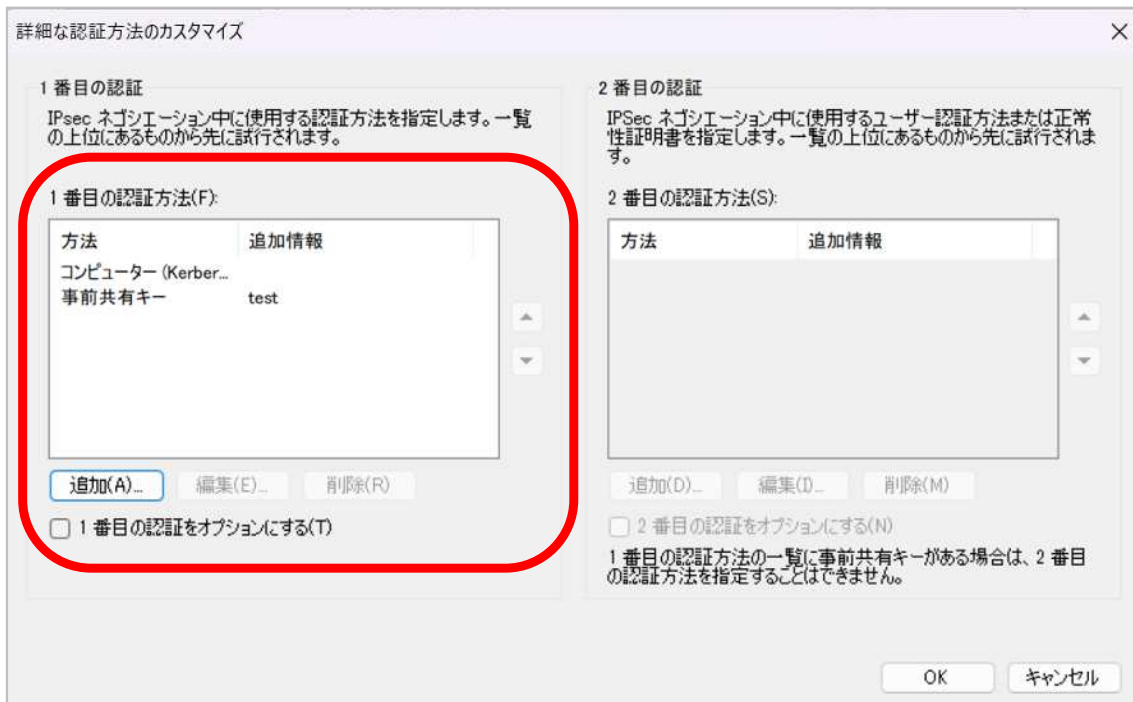 詳細な認証方法のカスタマイズ
1 番目の認証
IPsec ネゴシエーション中に使用する認証方法を指定します。一覧
の上位にあるものから先に試行されます。
1 番目の認証方法(F):
方法 追加情報
コンピューター (Kerber...
事前共有キー test
追加(A)... 編集(E)... 削除(R)
1 番目の認証をオプションにする(T)
2 番目の認証
IPSec ネゴシエーション中に使用するユーザー認証方法または正常
性証明書を指定します。一覧の上位にあるものから先に試行されま
す。
2 番目の認証方法(S):
方法 追加情報
追加(D)... 編集(I)... 削除(M)
2 番目の認証をオプションにする(N)
1 番目の認証方法の一覧に事前共有キーがある場合は、2 番目
の認証方法を指定することはできません。
OK キャンセル